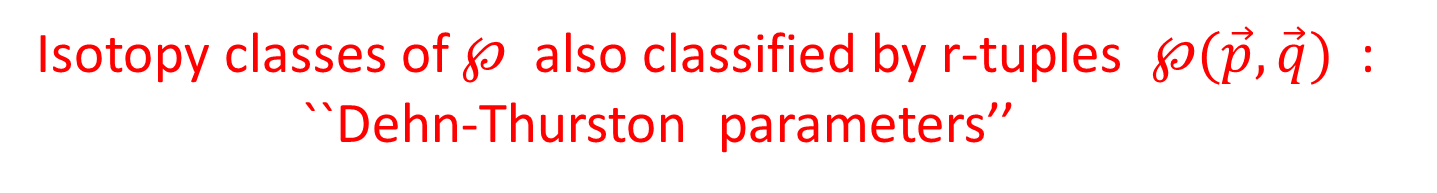 Isotopy classes of ℘ also classified by r-tuples ℘(p⃗, q⃗) :
``Dehn-Thurston parameters’’